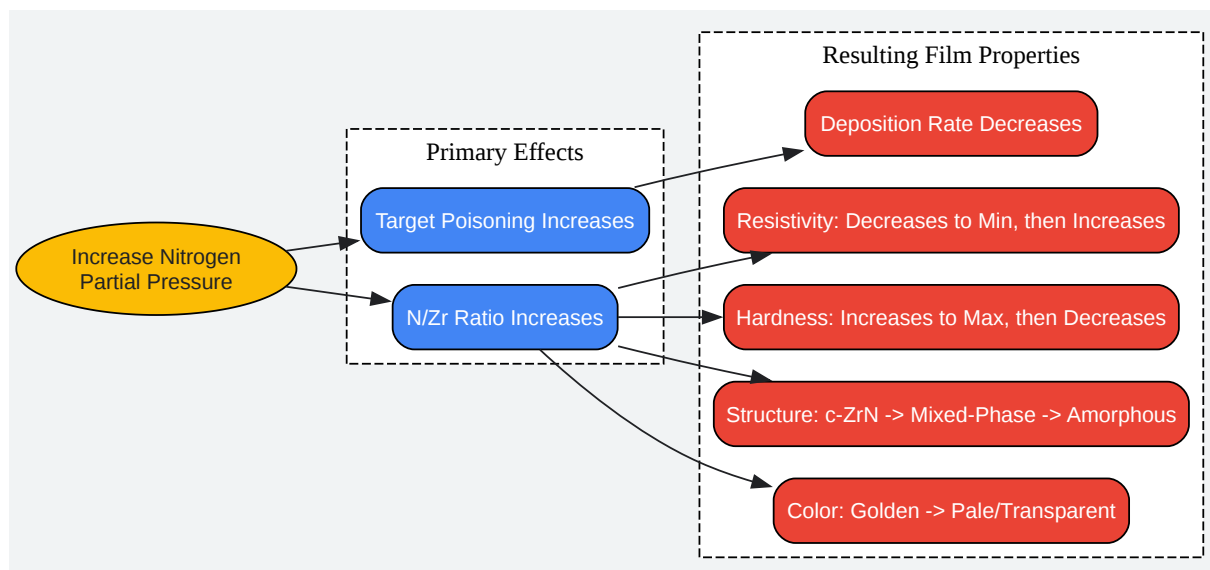 Increase Nitrogen
Partial Pressure
Primary Effects
Target Poisoning Increases
N/Zr Ratio Increases
Resulting Film Properties
Deposition Rate Decreases
Resistivity: Decreases to Min, then Increases
Hardness: Increases to Max, then Decreases
Structure: c-ZrN -> Mixed-Phase -> Amorphous
Color: Golden -> Pale/Transparent